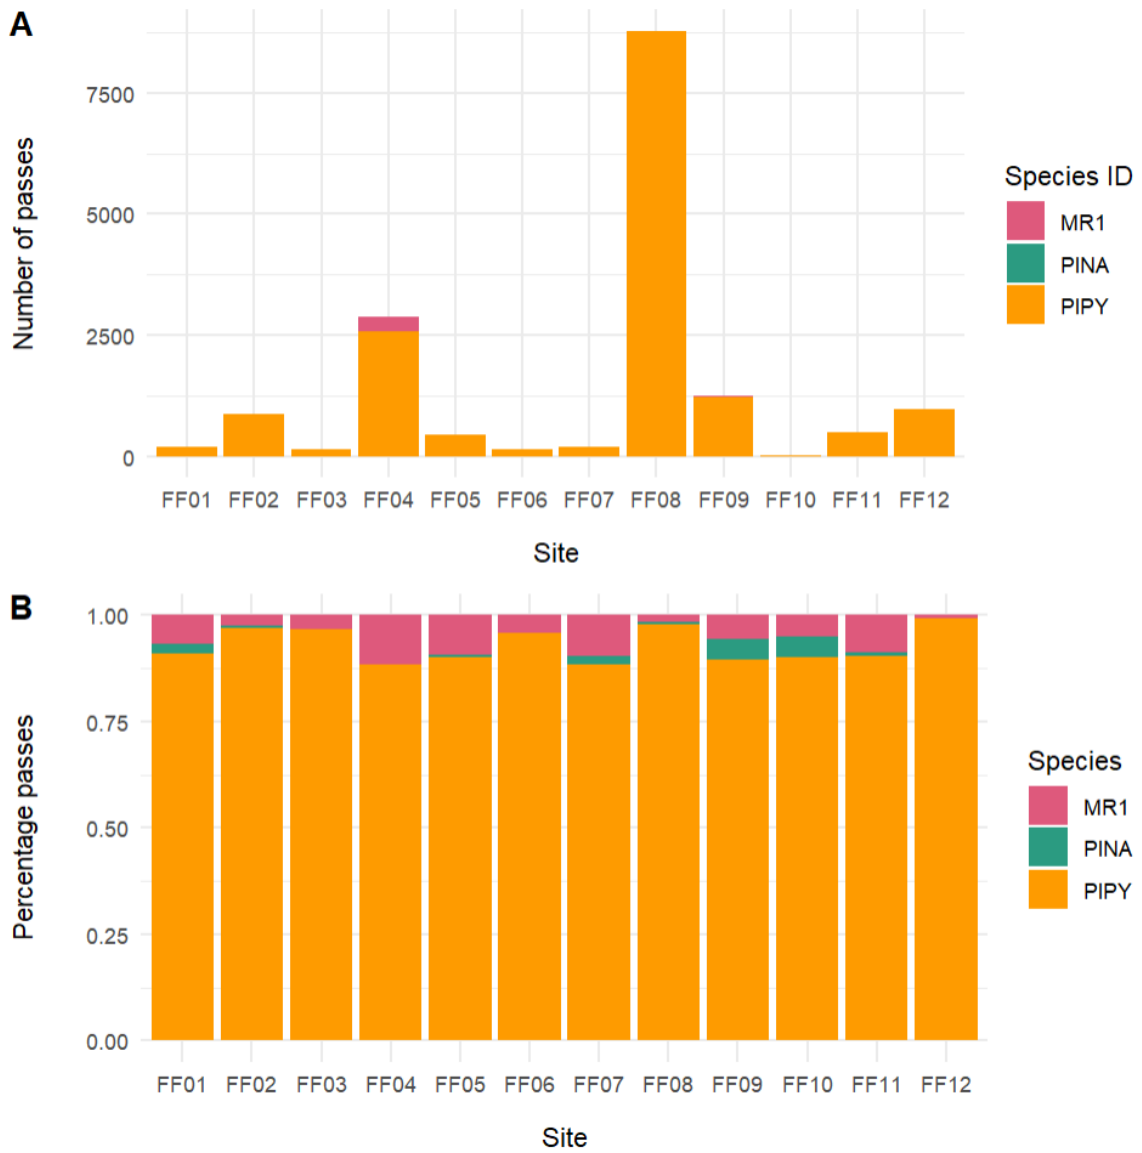 A
Number of passes
7500
5000
2500
0
FF01 FF02 FF03 FF04 FF05 FF06 FF07 FF08 FF09 FF10 FF11 FF12
Site
Species ID
MR1
PINA
PIPY
B
Percentage passes
1.00
0.75
0.50
0.25
0.00
FF01 FF02 FF03 FF04 FF05 FF06 FF07 FF08 FF09 FF10 FF11 FF12
Site
Species
MR1
PINA
PIPY